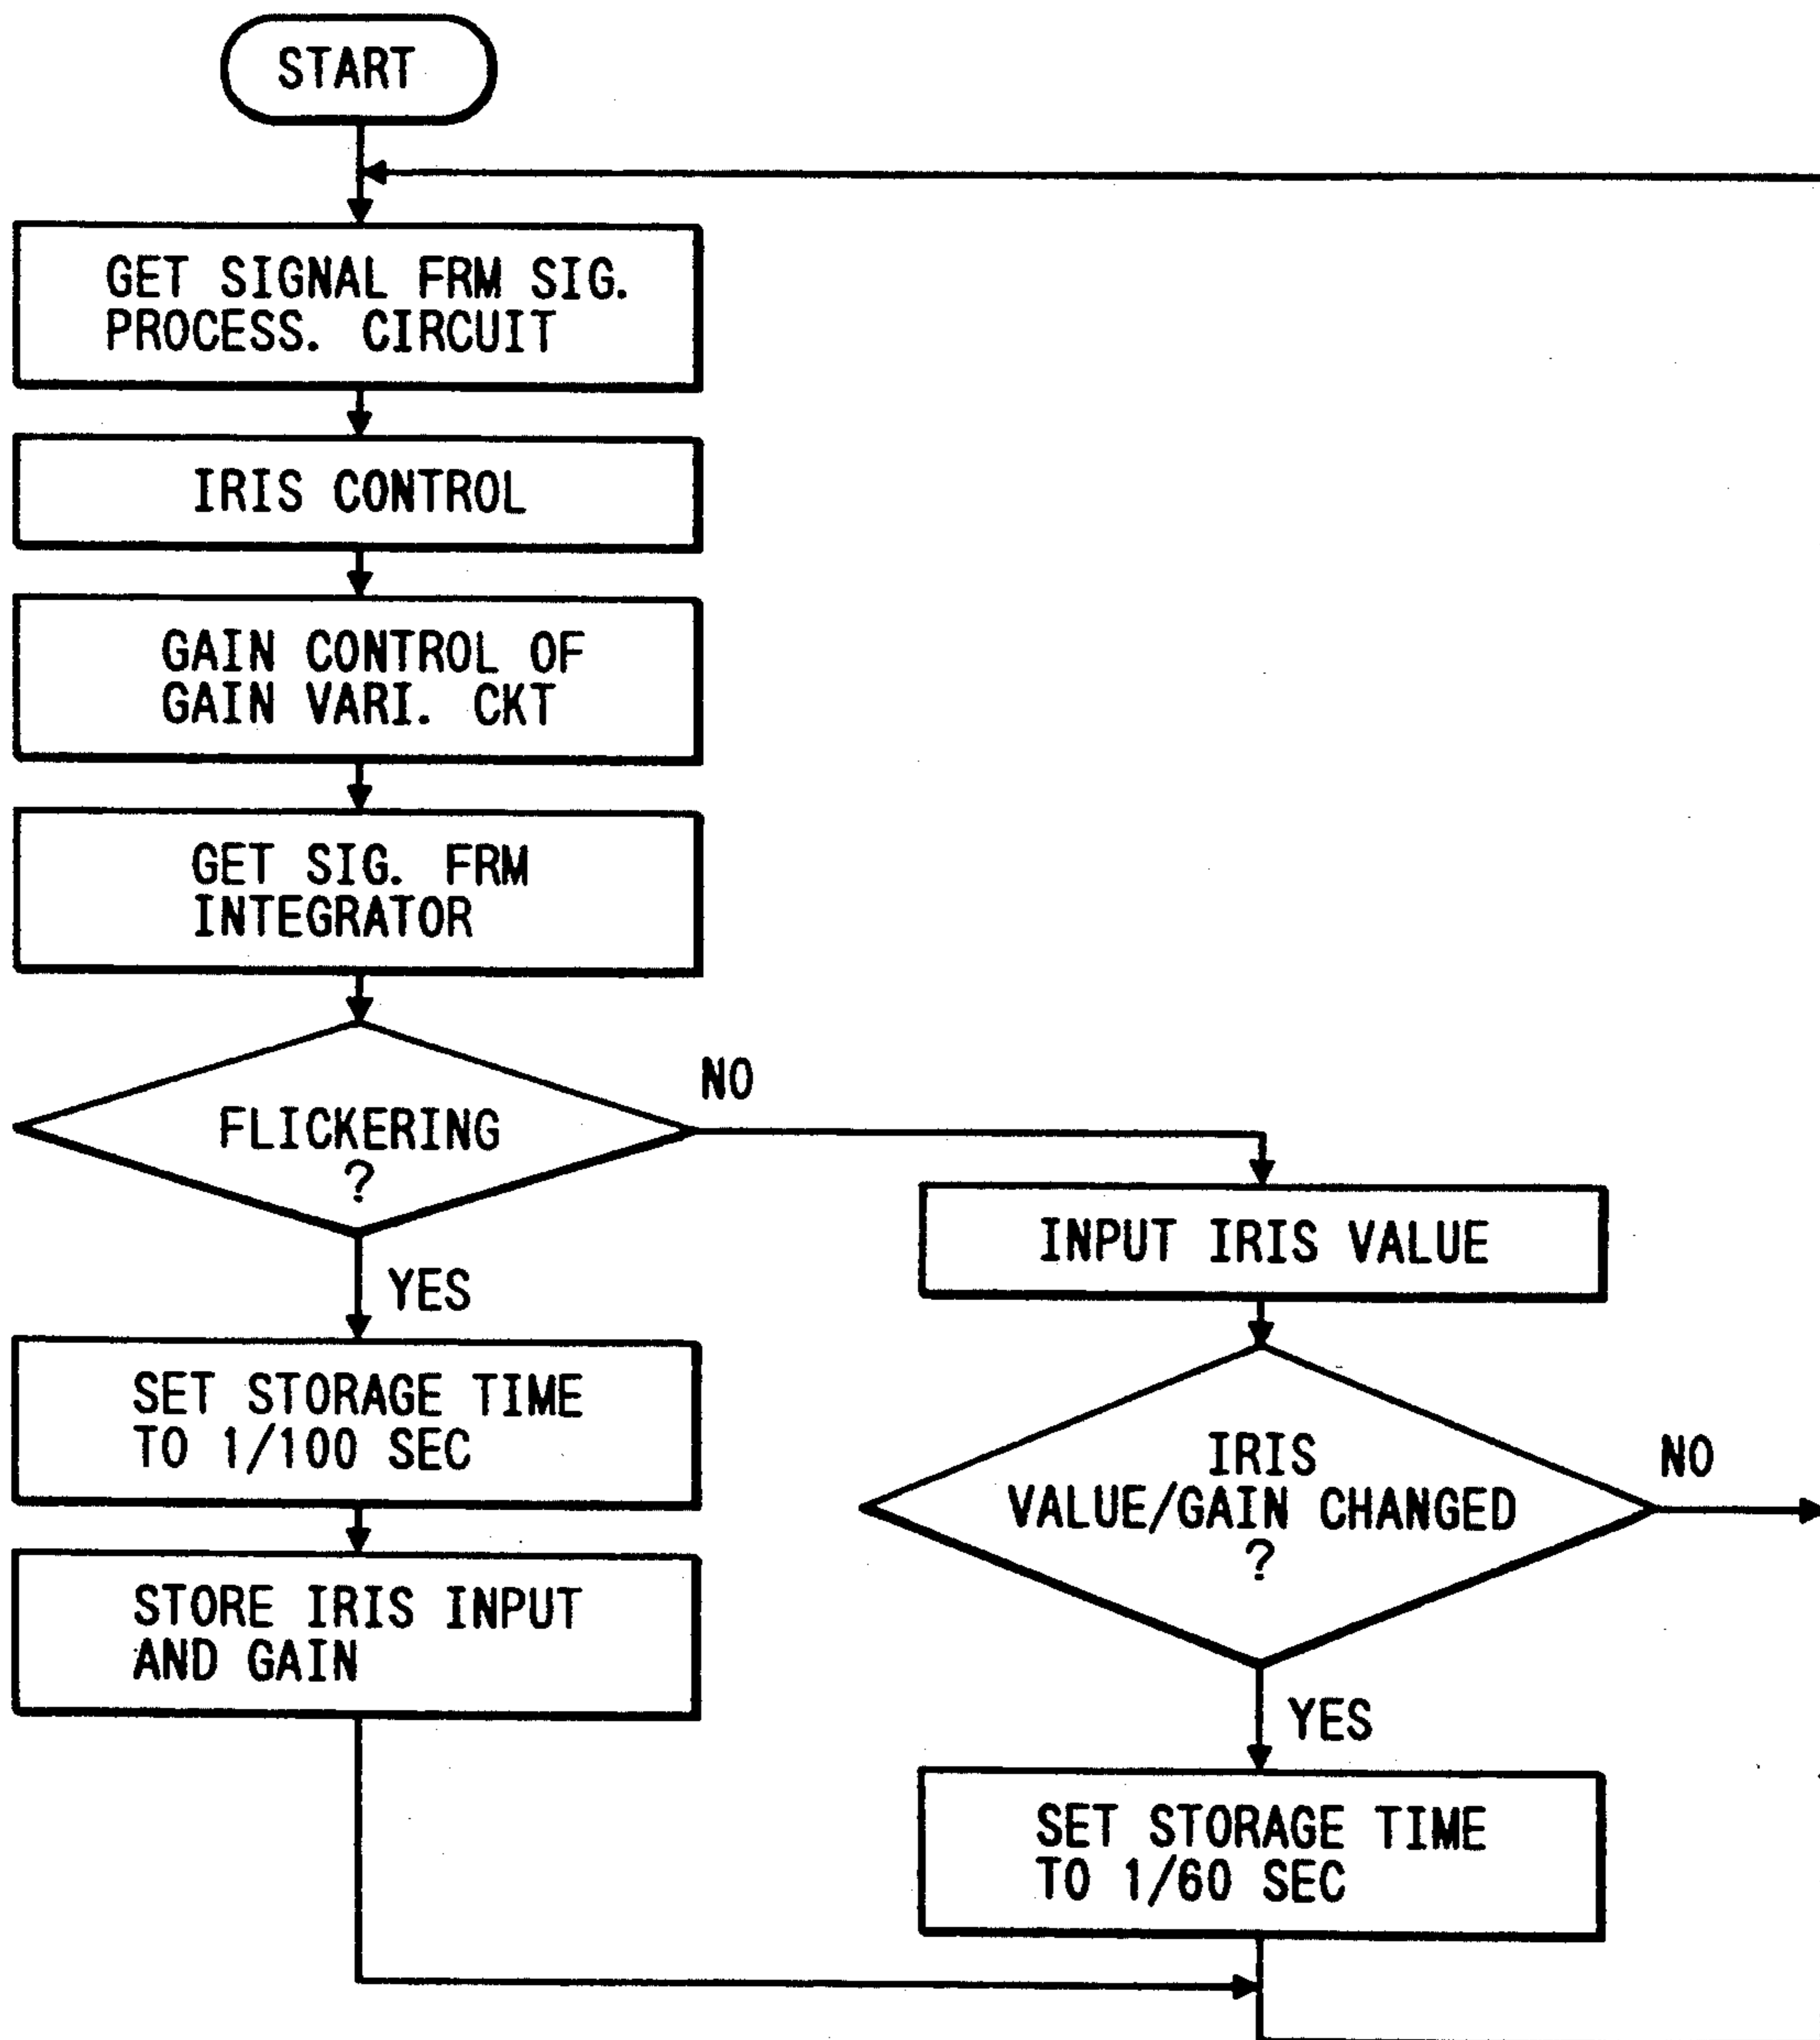 START
GET SIGNAL FRM SIG.
PROCESS. CIRCUIT
IRIS CONTROL
GAIN CONTROL OF
GAIN VARI. CKT
GET SIG. FRM
INTEGRATOR
FLICKERING
?
NO
YES
SET STORAGE TIME
TO 1/100 SEC
STORE IRIS INPUT
AND GAIN
INPUT IRIS VALUE
IRIS
VALUE/GAIN CHANGED
?
NO
YES
SET STORAGE TIME
TO 1/60 SEC